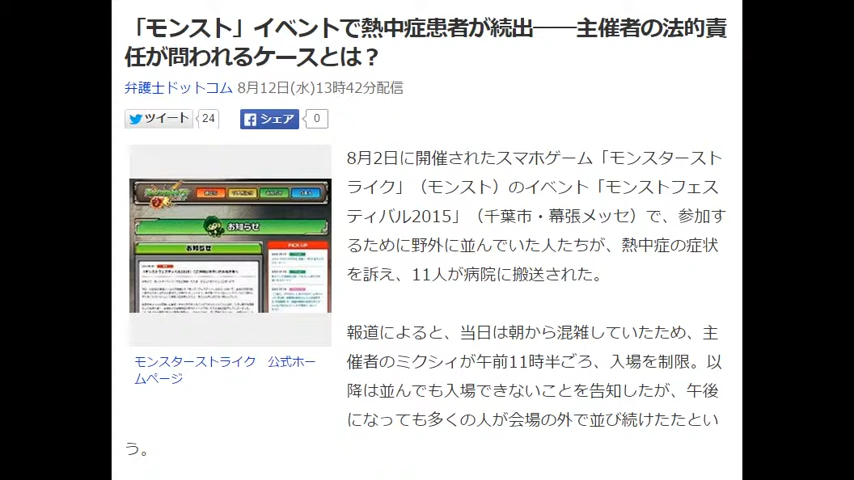 「モンスト」イベントで熱中症患者が続出――主催者の法的責
任が問われるケースとは？
弁護士ドットコム 8月12日(水)13時42分配信
ツイート 24 シェア 0
8月2日に開催されたスマホゲーム「モンスタースト
ライク」（モンスト）のイベント「モンストフェス
ティバル2015」（千葉市・幕張メッセ）で、参加す
るために野外に並んでいた人たちが、熱中症の症状
を訴え、11人が病院に搬送された。
お知らせ
お知らせ
PICK UP
モンスターストライク 公式ホー
ムページ
報道によると、当日は朝から混雑していたため、主
催者のミクシィが午前11時半ごろ、入場を制限。以
降は並んでも入場できないことを告知したが、午後
になっても多くの人が会場の外で並び続けたたとい
う。